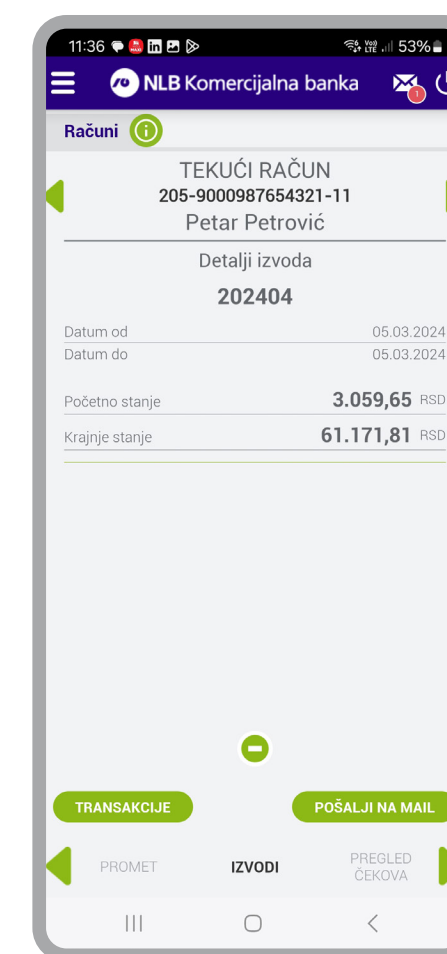 11:36 53%
NLB Komercijalna banka 1
Računi
TEKUĆI RAČUN
205-9000987654321-11
Petar Petrović
Detalji izvoda
202404
Datum od 05.03.2024
Datum do 05.03.2024
Početno stanje 3.059,65 RSD
Krajnje stanje 61.171,81 RSD
TRANSAKCIJE POŠALJI NA MAIL
PROMET IZVODI PREGLED
ČEKOVA